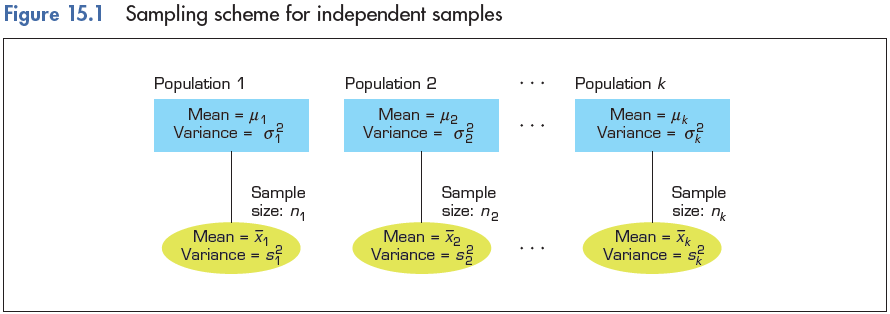 Figure 15.1 Sampling scheme for independent samples
Population 1 Population 2 · · · Population k
Mean = μ₁ Mean = μ₂ · · · Mean = μₖ
Variance = σ₁² Variance = σ₂² Variance = σₖ²
Sample Sample Sample
size: n₁ size: n₂ size: nₖ
Mean = x̄₁ Mean = x̄₂ · · · Mean = x̄ₖ
Variance = s₁² Variance = s₂² Variance = sₖ²